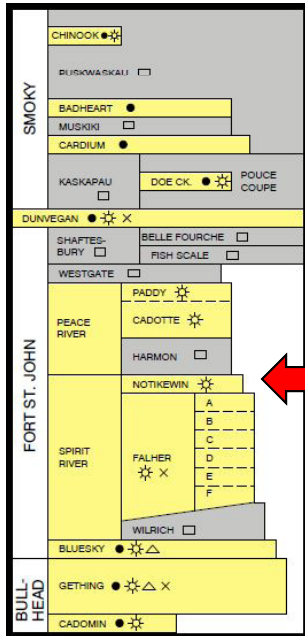 SMOKY
CHINOOK
PUSKWASKAU
BADHEART
MUSKIKI
CARDIUM
KASKAPAU
DOE CK.
POUCE
COUPE
DUNVEGAN
FORT ST. JOHN
SHAFTES-
BURY
BELLE FOURCHE
FISH SCALE
WESTGATE
PEACE
RIVER
PADDY
CADOTTE
HARMON
SPIRIT
RIVER
NOTIKEWIN
FALHER
A
B
C
D
E
F
WILRICH
BLUESKY
BULL-
HEAD
GETHING
CADOMIN